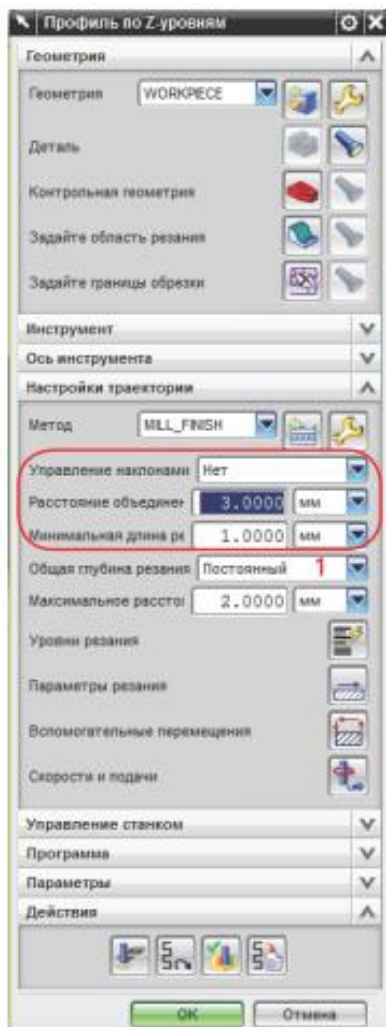 Профиль по Z-уровням
Геометрия
Геометрия WORKPIECE
Деталь
Контрольная геометрия
Задайте область резания
Задайте границы обрезки
Инструмент
Ось инструмента
Настройки траектории
Метод MILL_FINISH
Управление наклонами Нет
Расстояние объединен 3.0000 мм
Минимальная длина ре 1.0000 мм
Общая глубина резания Постоянный 1
Максимальное расстоя 2.0000 мм
Уровни резания
Параметры резания
Вспомогательные перемещения
Скорости и подачи
Управление станком
Программа
Параметры
Действия
OK Отмена